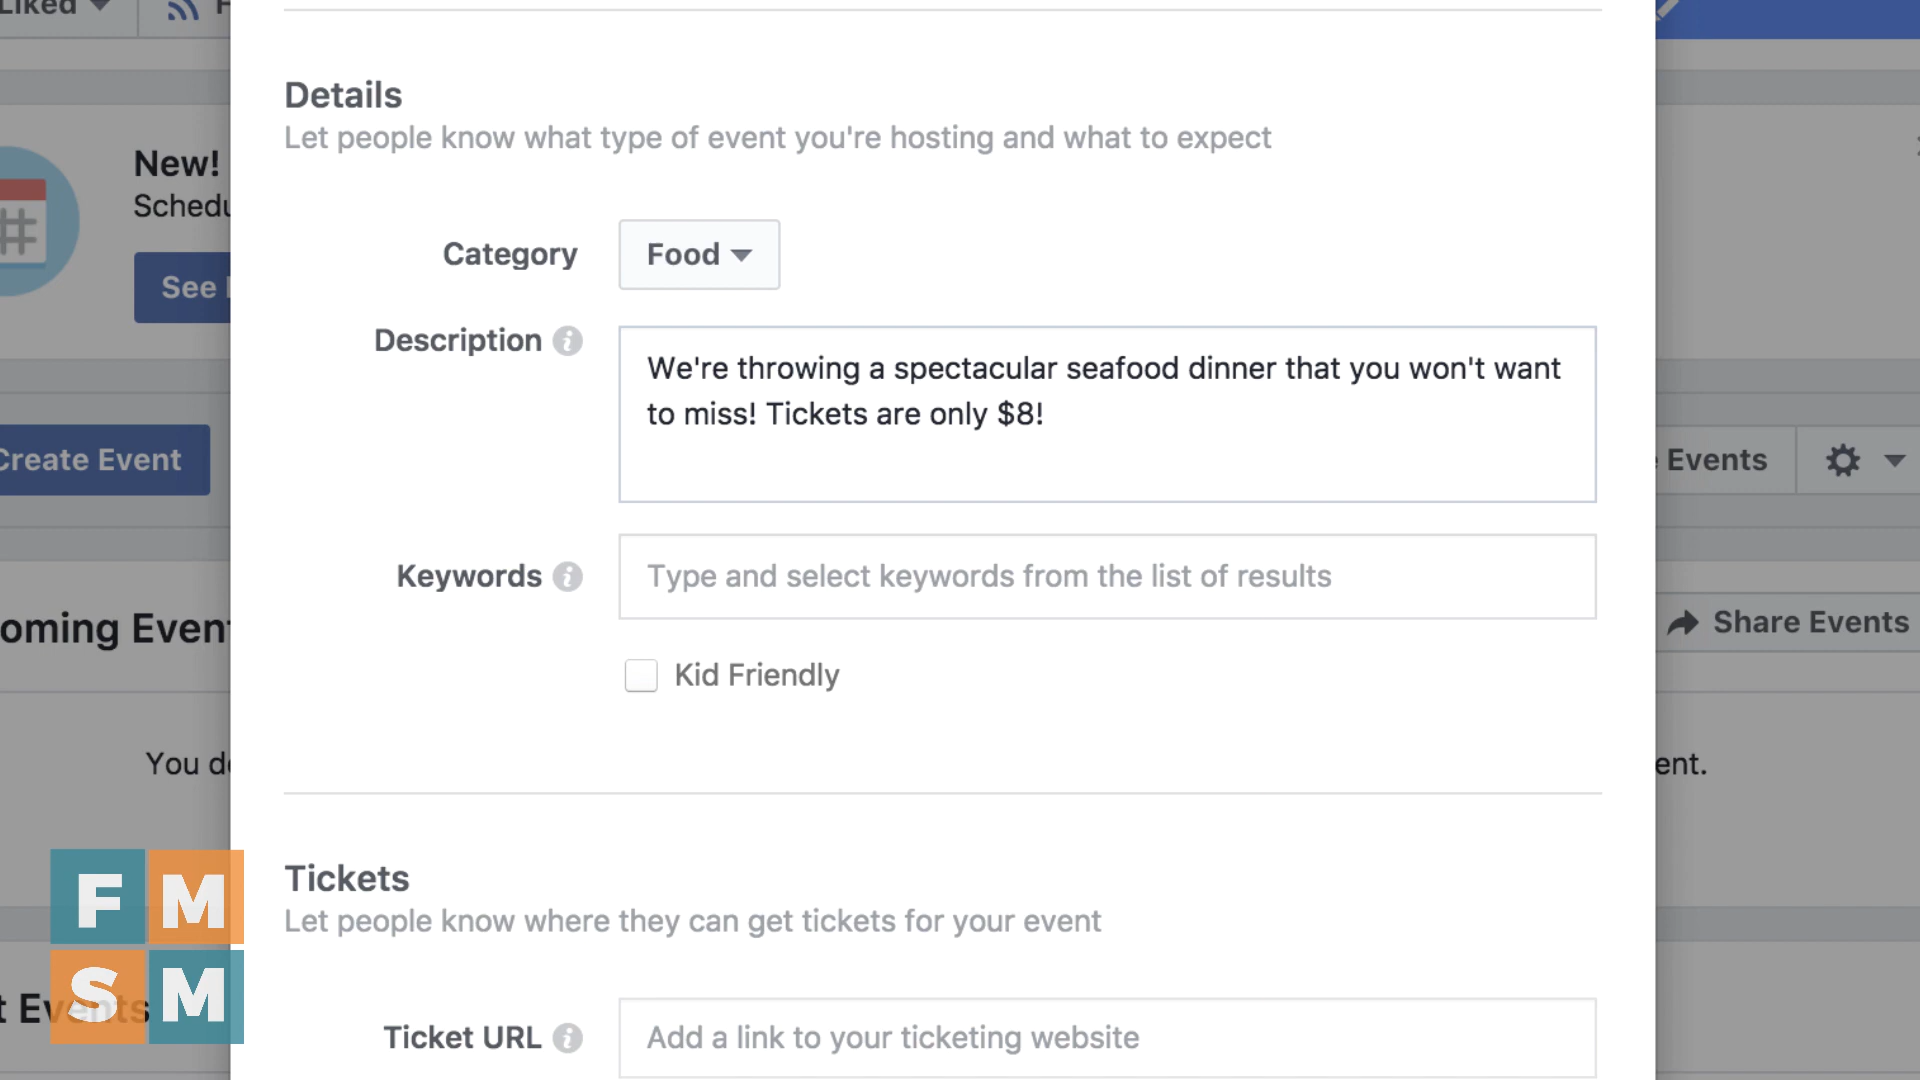 Liked
Details
Let people know what type of event you're hosting and what to expect
New!
Category
Food
Description
We're throwing a spectacular seafood dinner that you won't want
to miss! Tickets are only $8!
See
Create Event
Events
Keywords
Type and select keywords from the list of results
Share Events
Kid Friendly
You
Tickets
Let people know where they can get tickets for your event
F M
S M
Ticket URL
Add a link to your ticketing website